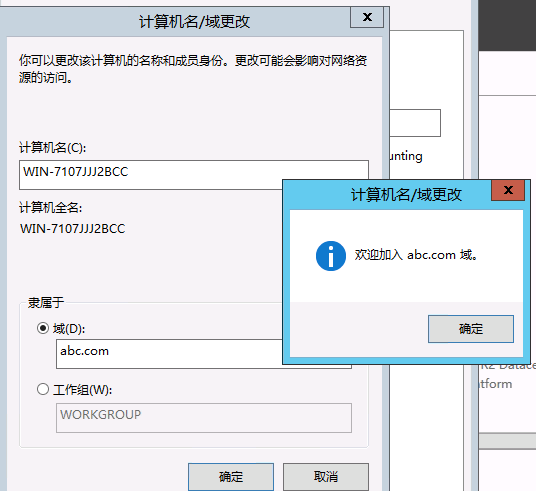 计算机名/域更改
你可以更改该计算机的名称和成员身份。更改可能会影响对网络资
源的访问。
计算机名(C):
WIN-7107JJJ2BCC
计算机全名:
WIN-7107JJJ2BCC
隶属于
域(D):
abc.com
工作组(W):
WORKGROUP
确定
取消
unting
计算机名/域更改
欢迎加入 abc.com 域。
确定
R2 Datace
tform